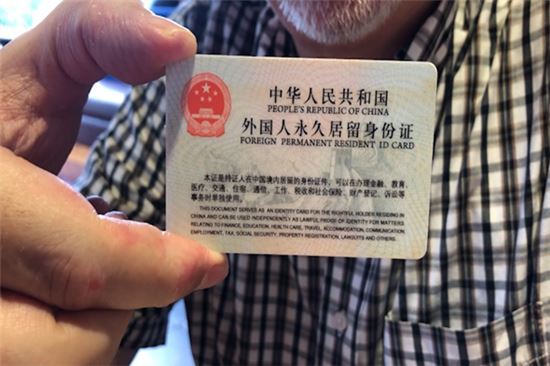 中华人民共和国
PEOPLE'S REPUBLIC OF CHINA
外国人永久居留身份证
FOREIGN PERMANENT RESIDENT ID CARD
本证是持证人在中国境内居留的身份证件，可以在办理金融、教育、
医疗、交通、住宿、通信、工作、税收和社会保险、财产登记、诉讼等
事务时单独使用。
THIS DOCUMENT SERVES AS AN IDENTITY CARD FOR THE RIGHTFUL HOLDER RESIDING IN
CHINA AND CAN BE USED INDEPENDENTLY AS LAWFUL PROOF OF IDENTITY FOR MATTERS
RELATING TO FINANCE, EDUCATION, HEALTH CARE, TRAVEL, ACCOMMODATION, COMMUNICATION
EMPLOYMENT, TAX, SOCIAL SECURITY, PROPERTY REGISTRATION, LAWSUITS AND OTHERS.